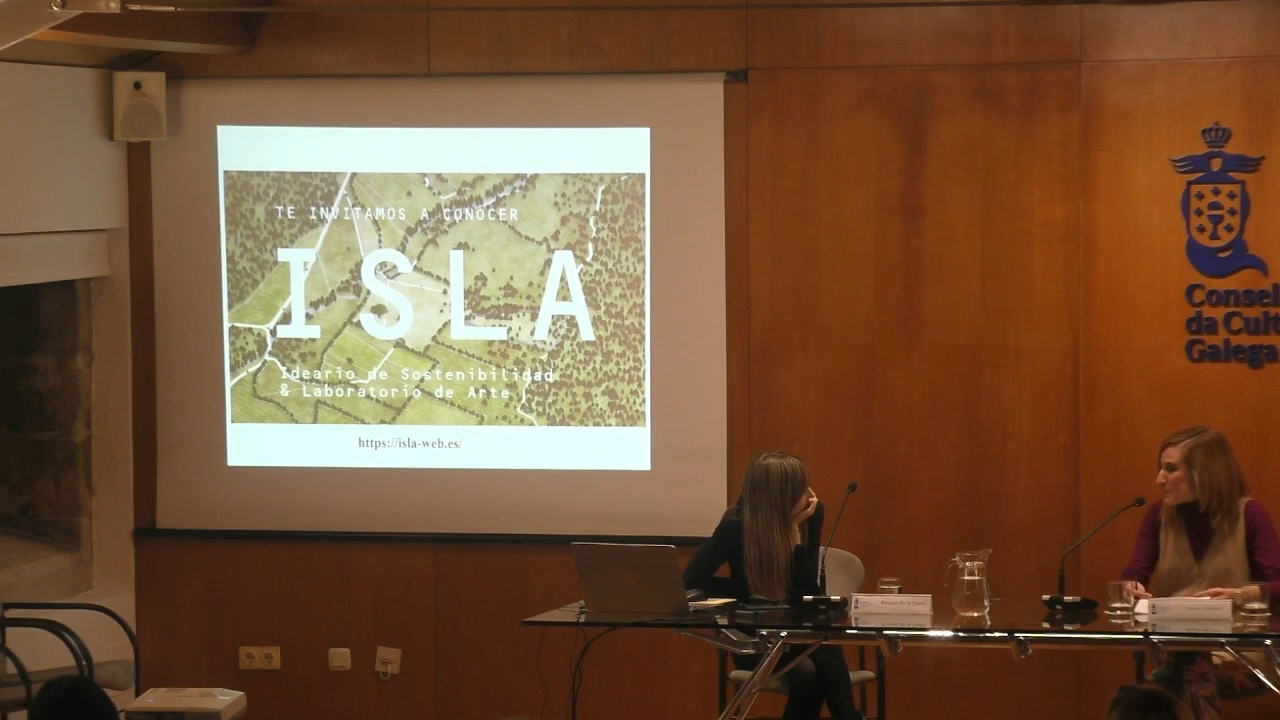 TE INVITAMOS A CONOCER
ISLA
Ideario de Sostenibilidad
& Laboratorio de Arte
https://isla-web.es/
Consel
da Cult
Galega